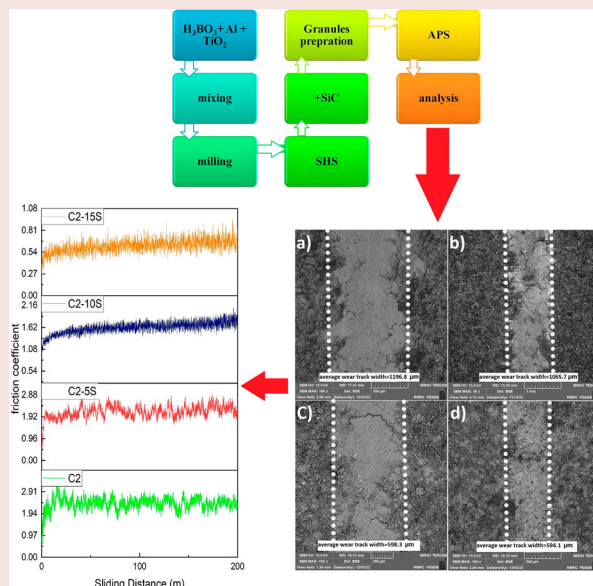 H₃BO₃+ Al +
TiO₂
mixing
milling
SHS
+SiC
Granules
prepration
APS
analysis
friction coefficient
C2-15S
1.08
0.81
0.54
0.27
0.00
C2-10S
2.16
1.62
1.08
0.54
C2-5S
2.88
1.92
0.96
0.00
C2
2.91
1.94
0.97
0.00
0
100
200
Sliding Distance (m)
a)
average wear track width=1196.8 µm
b)
average wear track width=1065.7 µm
C)
average wear track width=598.3 µm
d)
average wear track width=594.1 µm